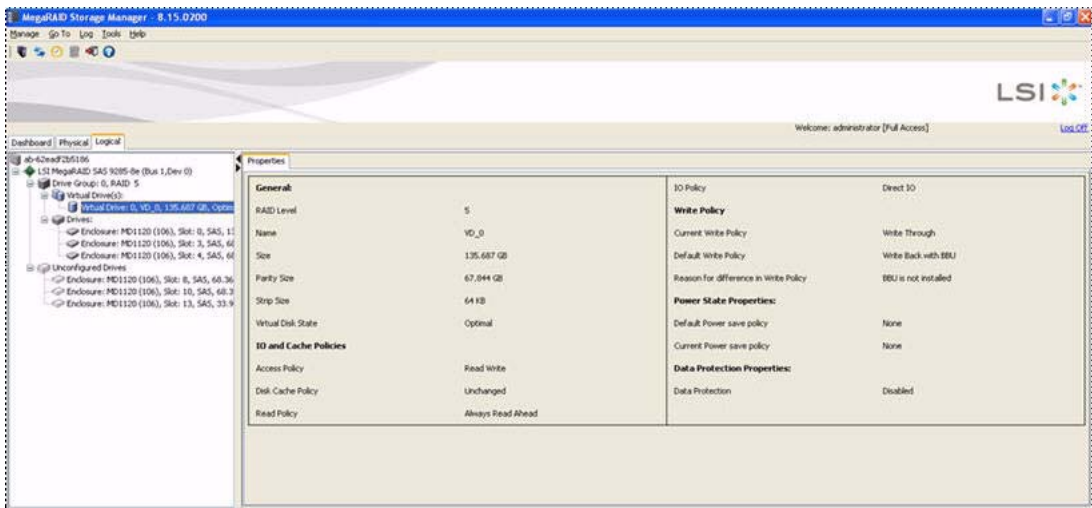 MegaRAID Storage Manager - 8.15.0200
Manage Go To Log Tools Help
LSI
Welcome: administrator [Full Access]
Log Off
Dashboard Physical Logical
ab-62eadf2b5186
LSI MegaRAID SAS 9285-8e (Bus 1,Dev 0)
Drive Group: 0, RAID 5
Virtual Drive(s):
Virtual Drive: 0, VD_0, 135.687 GB, Optim
Drives:
Enclosure: MD1120 (106), Slot: 0, SAS, 13
Enclosure: MD1120 (106), Slot: 3, SAS, 68
Enclosure: MD1120 (106), Slot: 4, SAS, 68
Unconfigured Drives
Enclosure: MD1120 (106), Slot: 8, SAS, 68.36
Enclosure: MD1120 (106), Slot: 10, SAS, 68.3
Enclosure: MD1120 (106), Slot: 13, SAS, 33.9
Properties
General:
RAID Level 5
Name VD_0
Size 135.687 GB
Parity Size 67.844 GB
Strip Size 64 KB
Virtual Disk State Optimal
IO and Cache Policies
Access Policy Read Write
Disk Cache Policy Unchanged
Read Policy Always Read Ahead
IO Policy Direct IO
Write Policy
Current Write Policy Write Through
Default Write Policy Write Back with BBU
Reason for difference in Write Policy BBU is not installed
Power State Properties:
Default Power save policy None
Current Power save policy None
Data Protection Properties:
Data Protection Disabled